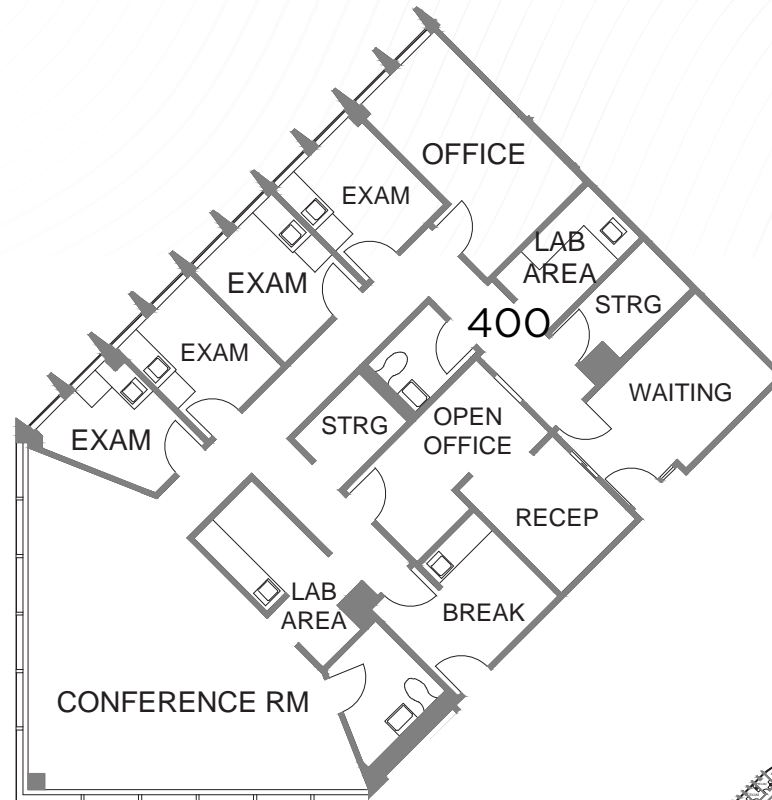 OFFICE
EXAM
LAB
AREA
EXAM
STRG
400
EXAM
WAITING
STRG
OPEN
OFFICE
EXAM
RECEP
LAB
AREA
BREAK
CONFERENCE RM